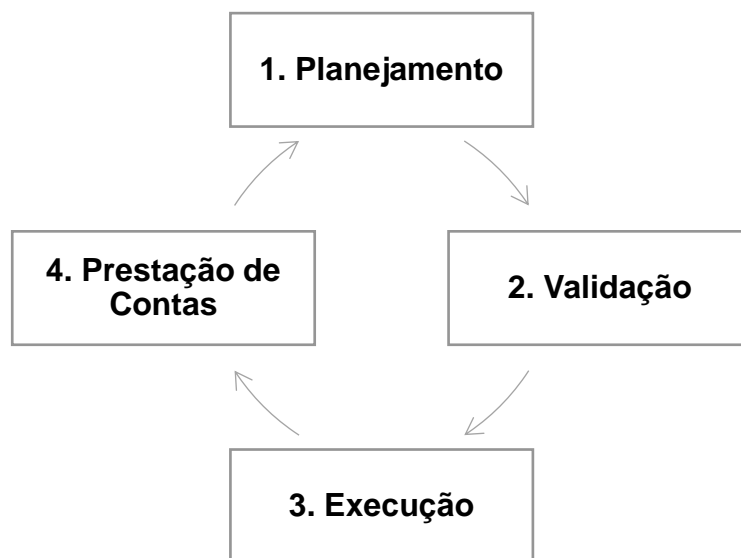 1. Planejamento
4. Prestação de
Contas
2. Validação
3. Execução